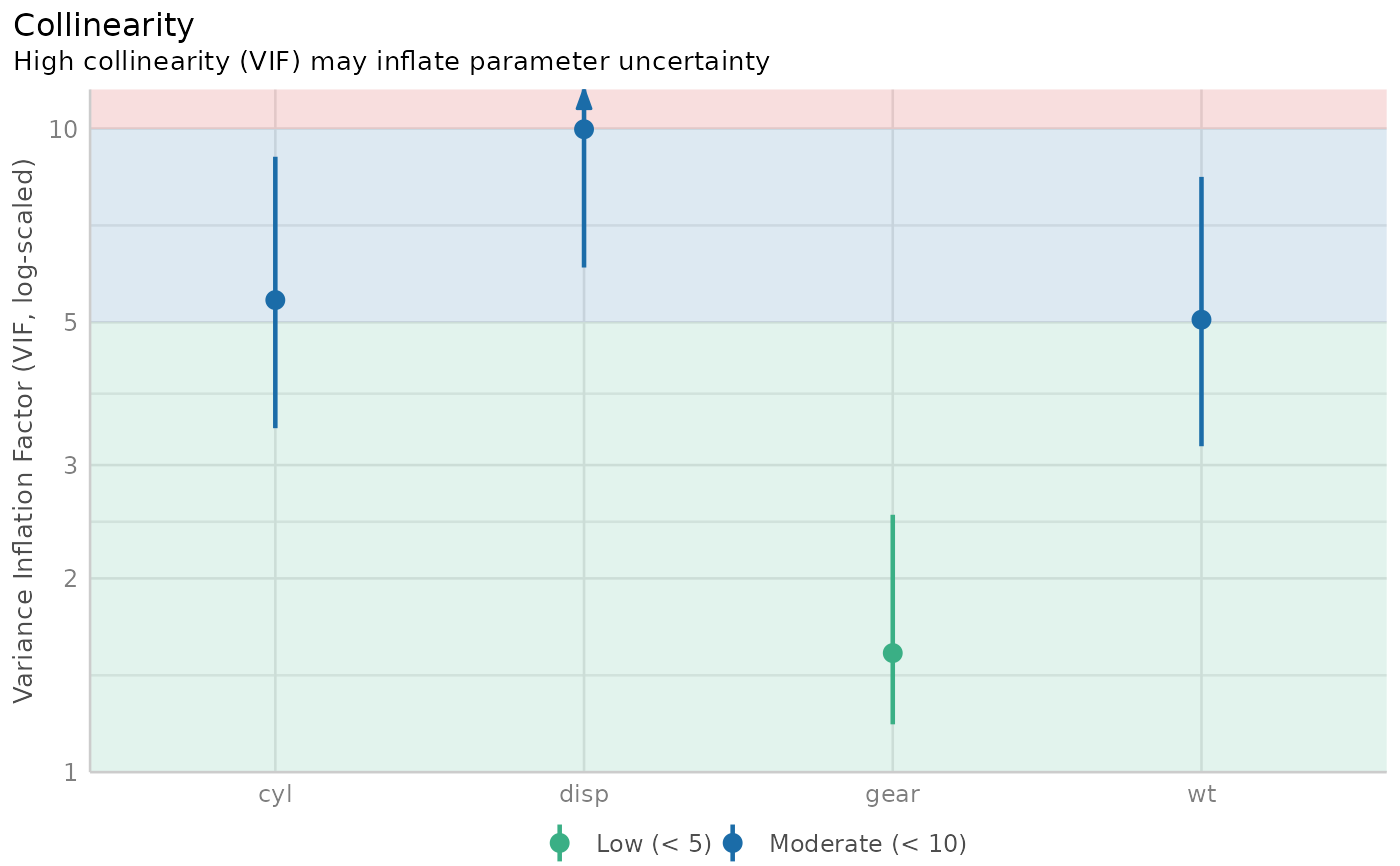 Collinearity
High collinearity (VIF) may inflate parameter uncertainty
Variance Inflation Factor (VIF, log-scaled)
10
5
3
2
1
cyl disp gear wt
Low (< 5) Moderate (< 10)